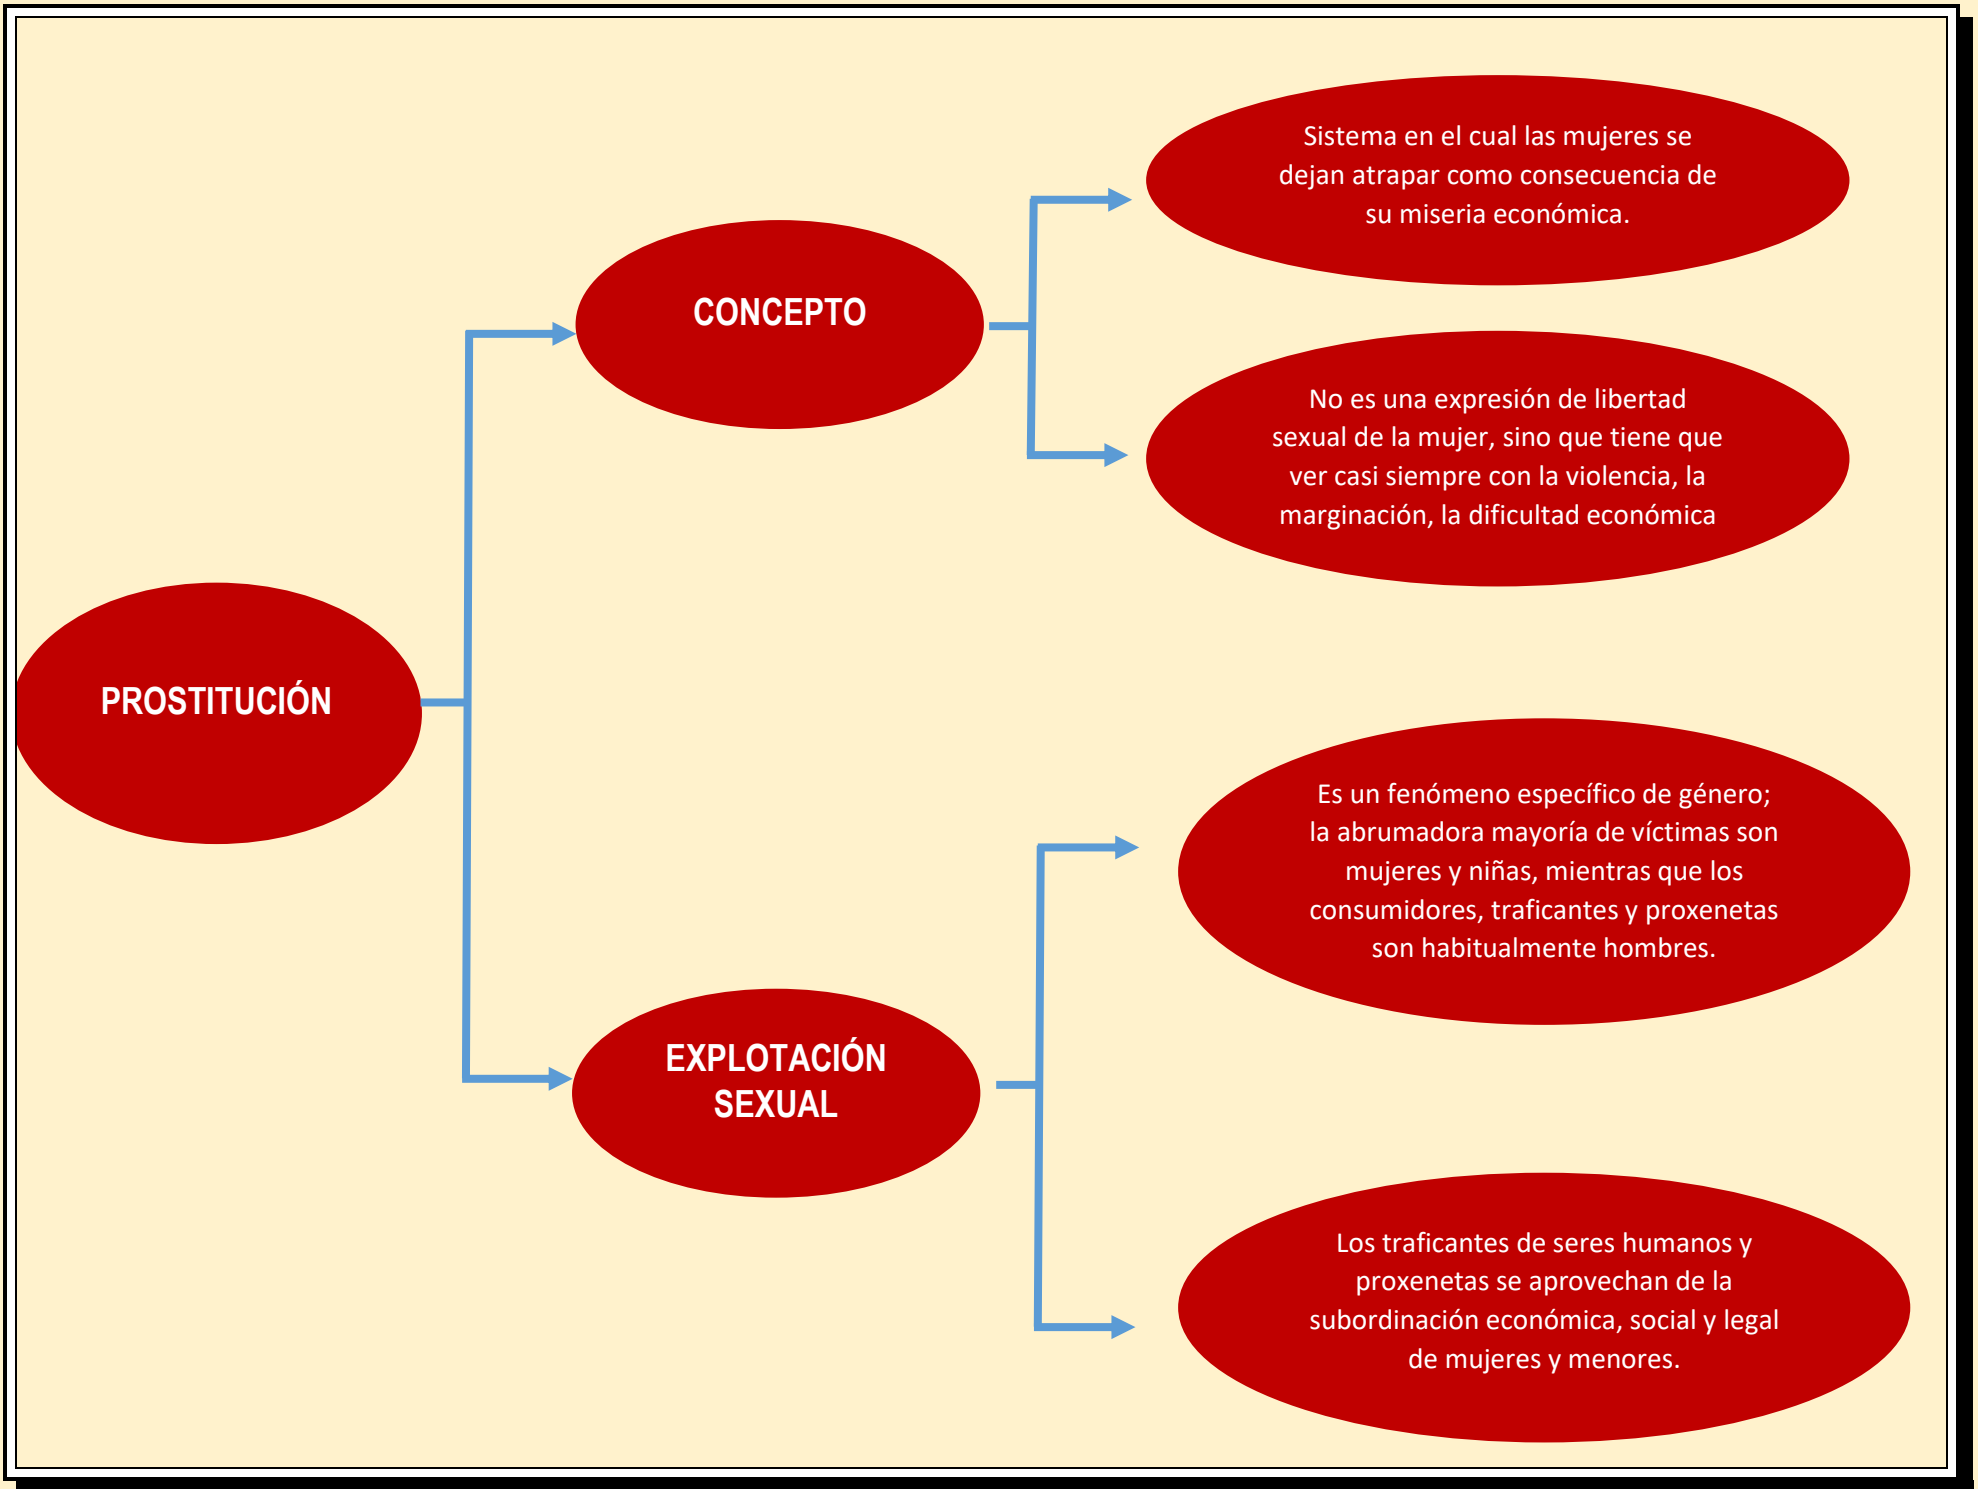 PROSTITUCIÓN
CONCEPTO
Sistema en el cual las mujeres se
dejan atrapar como consecuencia de
su miseria económica.
No es una expresión de libertad
sexual de la mujer, sino que tiene que
ver casi siempre con la violencia, la
marginación, la dificultad económica
EXPLOTACIÓN
SEXUAL
Es un fenómeno específico de género;
la abrumadora mayoría de víctimas son
mujeres y niñas, mientras que los
consumidores, traficantes y proxenetas
son habitualmente hombres.
Los traficantes de seres humanos y
proxenetas se aprovechan de la
subordinación económica, social y legal
de mujeres y menores.